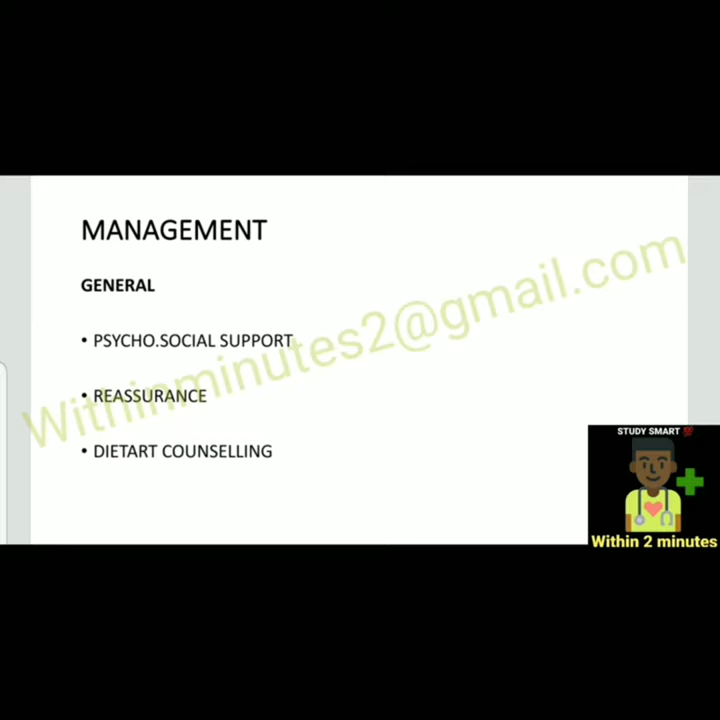 MANAGEMENT
GENERAL
• PSYCHO.SOCIAL SUPPORT
• REASSURANCE
• DIETART COUNSELLING
Withinminutes2@gmail.com
STUDY SMART 💯
Within 2 minutes